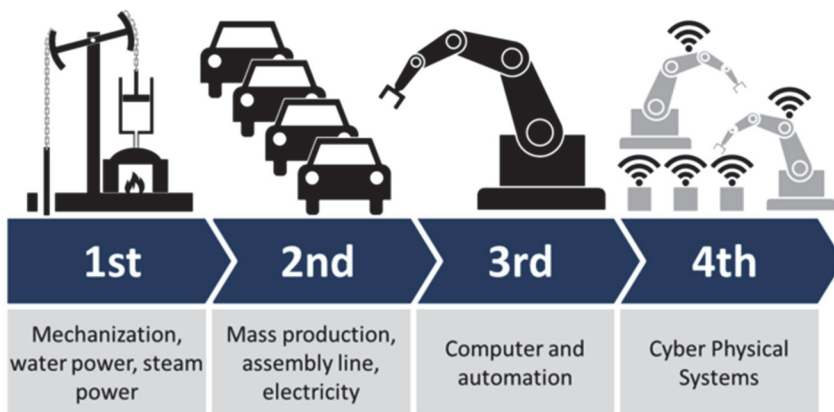 1st
2nd
3rd
4th
Mechanization,
water power, steam
power
Mass production,
assembly line,
electricity
Computer and
automation
Cyber Physical
Systems